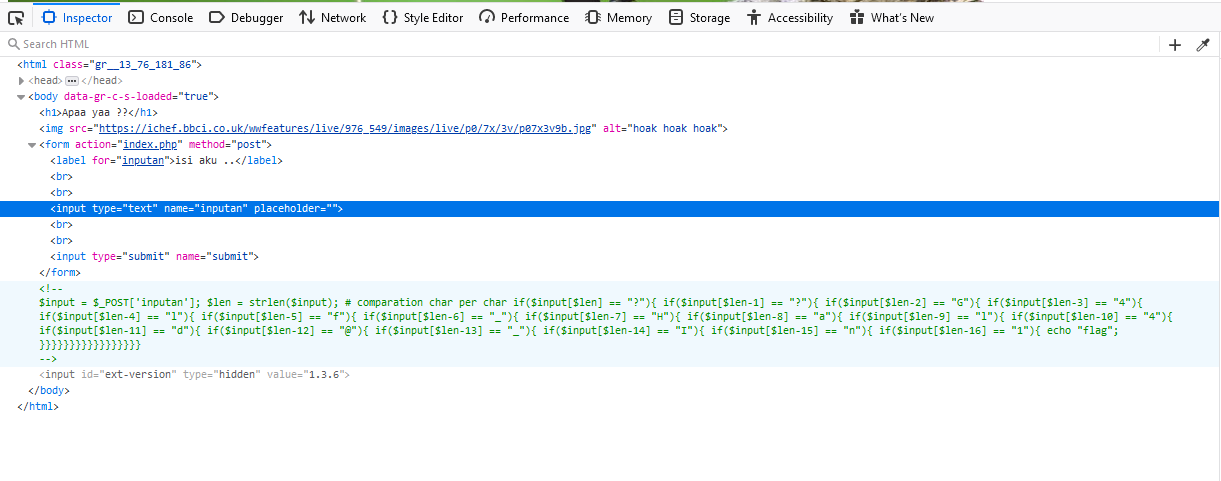 Inspector Console Debugger Network Style Editor Performance Memory Storage Accessibility What's New
Search HTML
<html class="gr__13_76_181_86">
<head> </head>
<body data-gr-c-s-loaded="true">
<h1>Apaa yaa ??</h1>
<img src="https://ichef.bbci.co.uk/wwfeatures/live/976_549/images/live/p0/7x/3v/p07x3v9b.jpg" alt="hoak hoak hoak">
<form action="index.php" method="post">
<label for="inputan">isi aku ..</label>
<br>
<br>
<input type="text" name="inputan" placeholder="">
<br>
<br>
<input type="submit" name="submit">
</form>
<!--
$input = $_POST['inputan']; $len = strlen($input); # comparation char per char if($input[$len] == "?"){ if($input[$len-1] == "?"){ if($input[$len-2] == "G"){ if($input[$len-3] == "4"){
if($input[$len-4] == "l"){ if($input[$len-5] == "f"){ if($input[$len-6] == "_"){ if($input[$len-7] == "H"){ if($input[$len-8] == "a"){ if($input[$len-9] == "l"){ if($input[$len-10] == "4"){
if($input[$len-11] == "d"){ if($input[$len-12] == "@"){ if($input[$len-13] == "_"){ if($input[$len-14] == "I"){ if($input[$len-15] == "n"){ if($input[$len-16] == "1"){ echo "flag";
}}}}}}}}}}}}}}}}}
-->
<input id="ext-version" type="hidden" value="1.3.6">
</body>
</html>